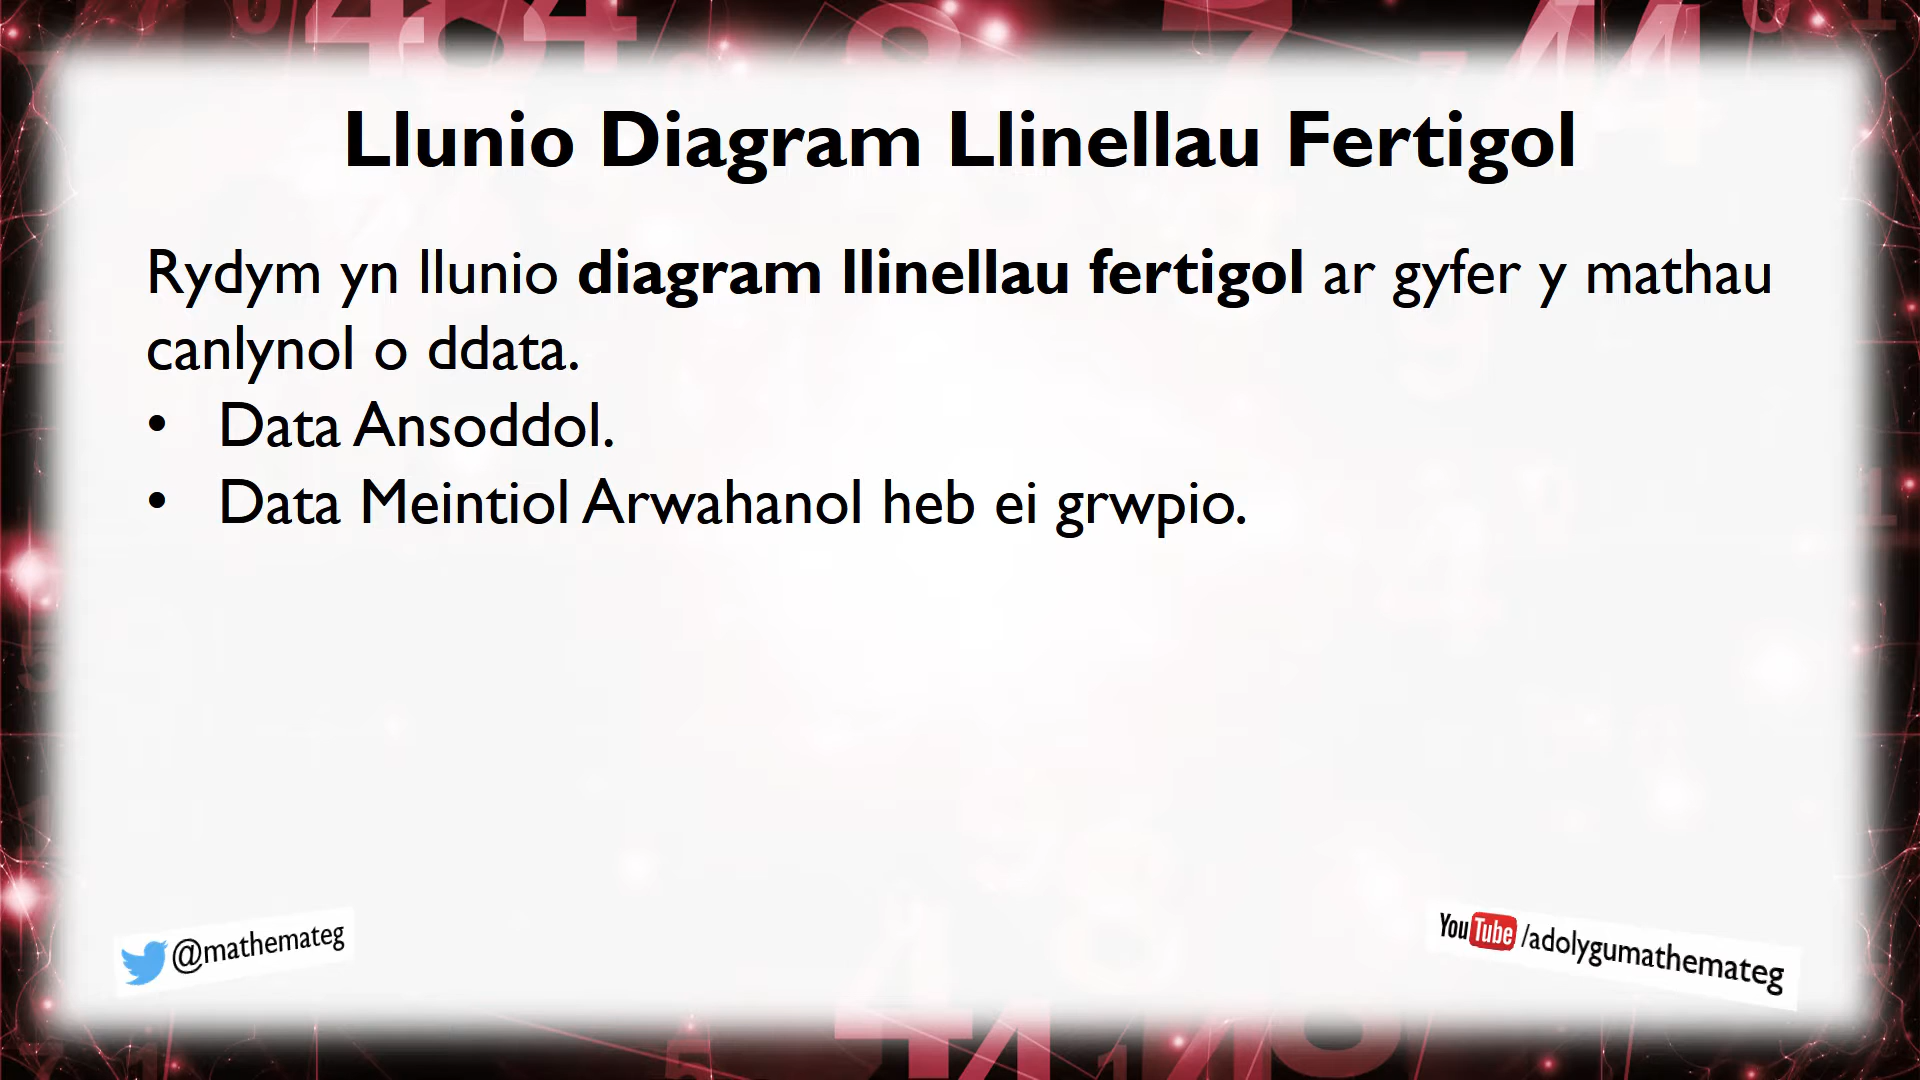 Llunio Diagram Llinellau Fertigol
Rydym yn llunio diagram llinellau fertigol ar gyfer y mathau
canlynol o ddata.
• Data Ansoddol.
• Data Meintiol Arwahanol heb ei grwpio.
@mathemateg
YouTube /adolygumathemateg